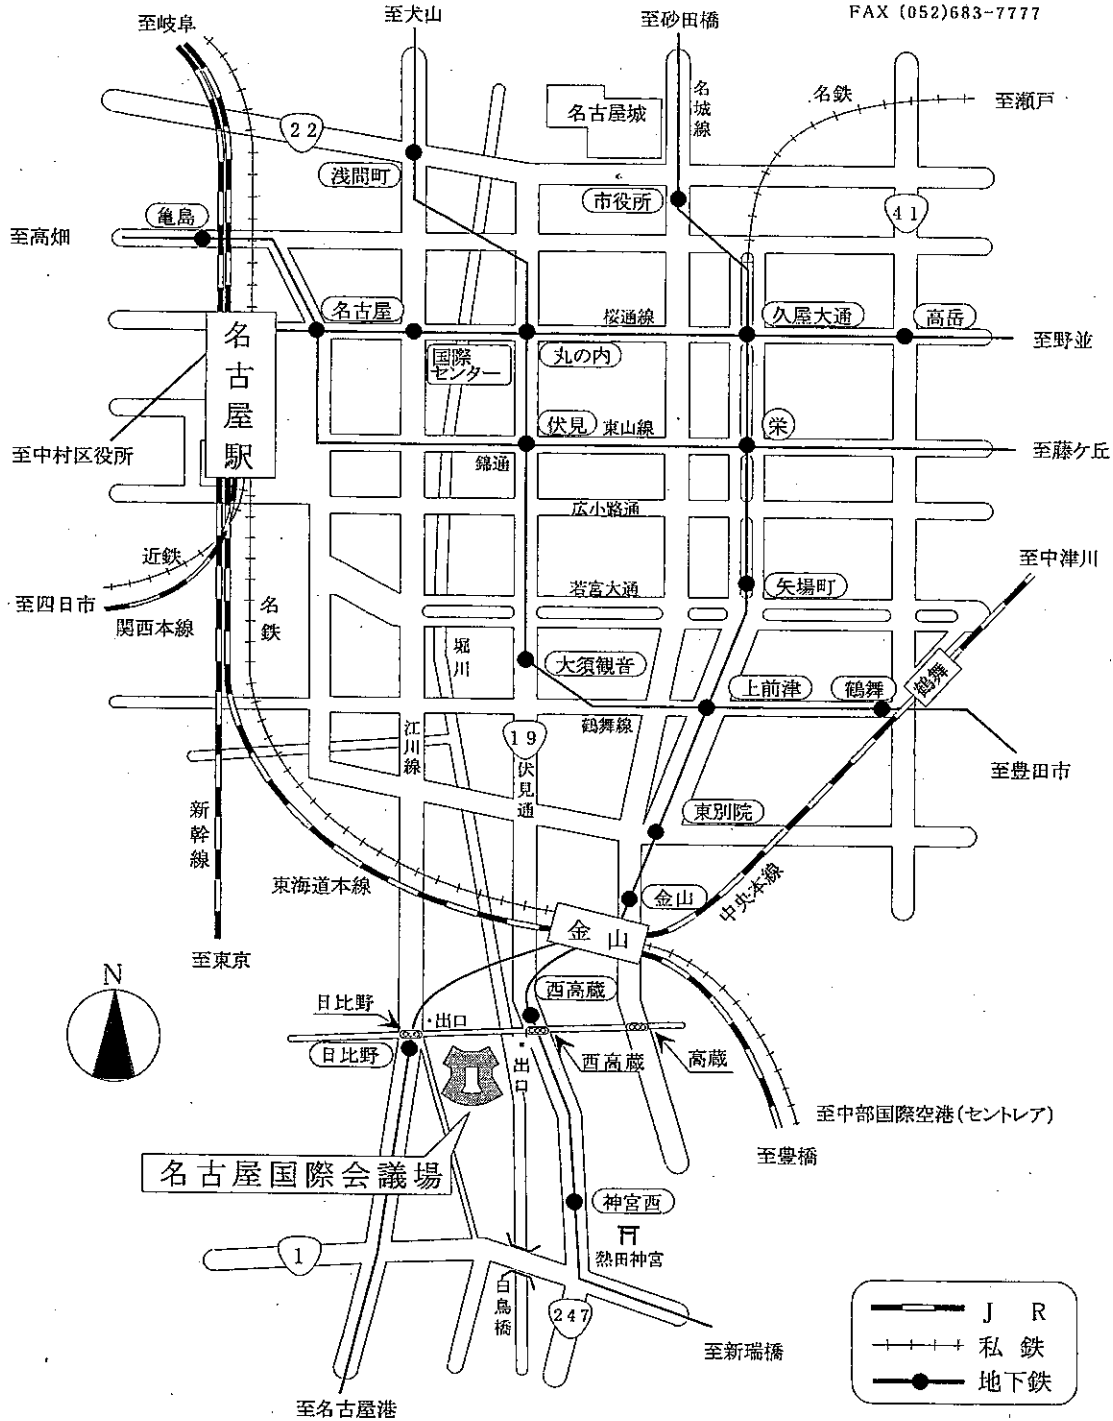 FAX (052)683-7777
至岐阜
至犬山
至砂田橋
名城線
名鉄
至瀬戸
名古屋城
22
浅間町
市役所
41
亀島
至高畑
名古屋
桜通線
久屋大通
高岳
至野並
名古屋駅
国際
センター
丸の内
伏見
東山線
栄
至中村区役所
錦通
至藤ケ丘
広小路通
近鉄
至四日市
関西本線
名鉄
若宮大通
矢場町
至中津川
堀川
大須観音
上前津
鶴舞
鶴舞
鶴舞線
江川線
19
伏見通
至豊田市
新幹線
東別院
東海道本線
金山
中央本線
金山
至東京
N
西高蔵
日比野
・出口
日比野
・出口
西高蔵
高蔵
至中部国際空港(セントレア)
至豊橋
名古屋国際会議場
神宮西
熱田神宮
1
白鳥橋
247
至新瑞橋
至名古屋港
JR
私鉄
地下鉄